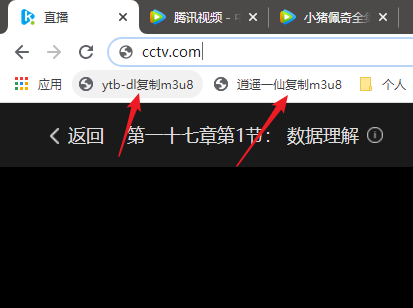 直播 腾讯视频 - 小猪佩奇全
cctv.com
应用 ytb-dl复制m3u8 逍遥一仙复制m3u8 个人
返回 第一十七章第1节： 数据理解